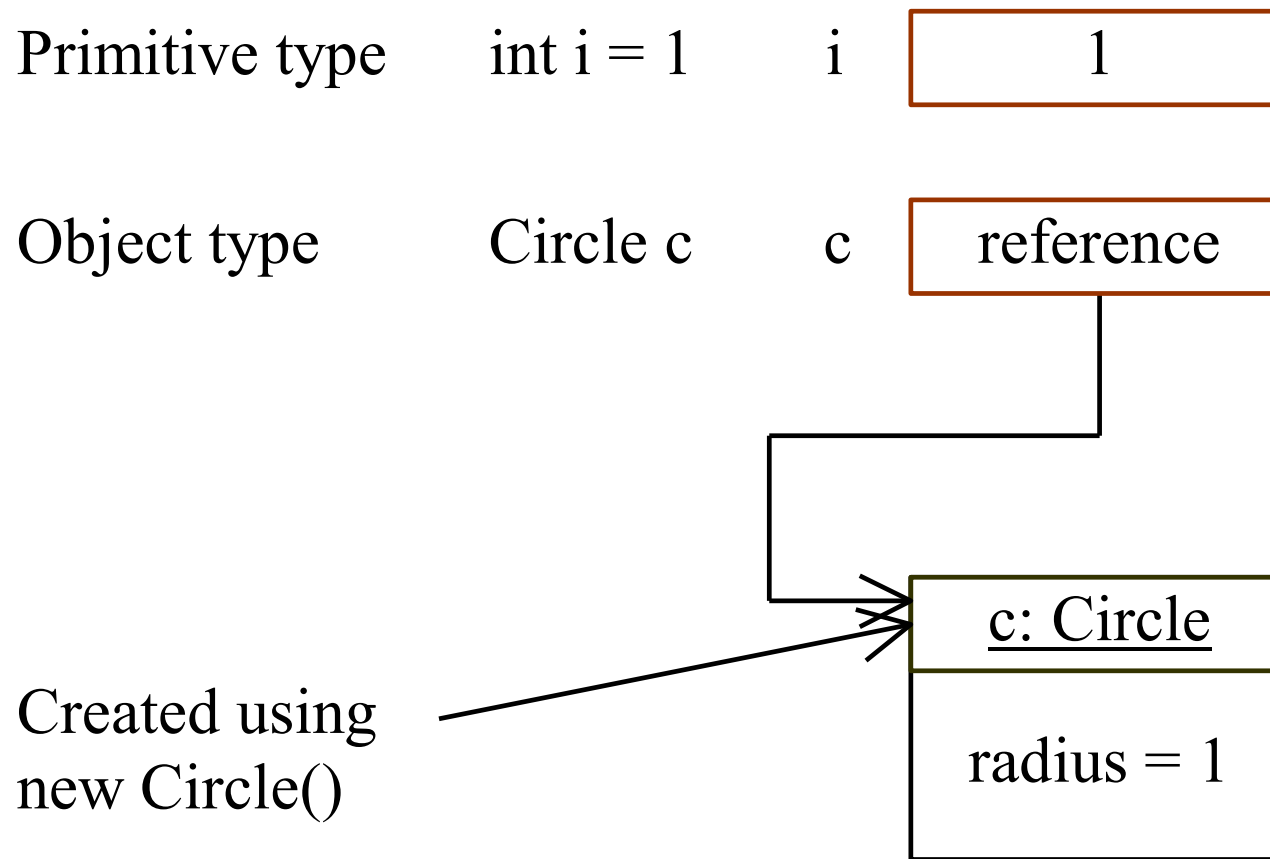 Primitive type int i = 1 i 1
Object type Circle c c reference
c: Circle
Created using
new Circle()
radius = 1